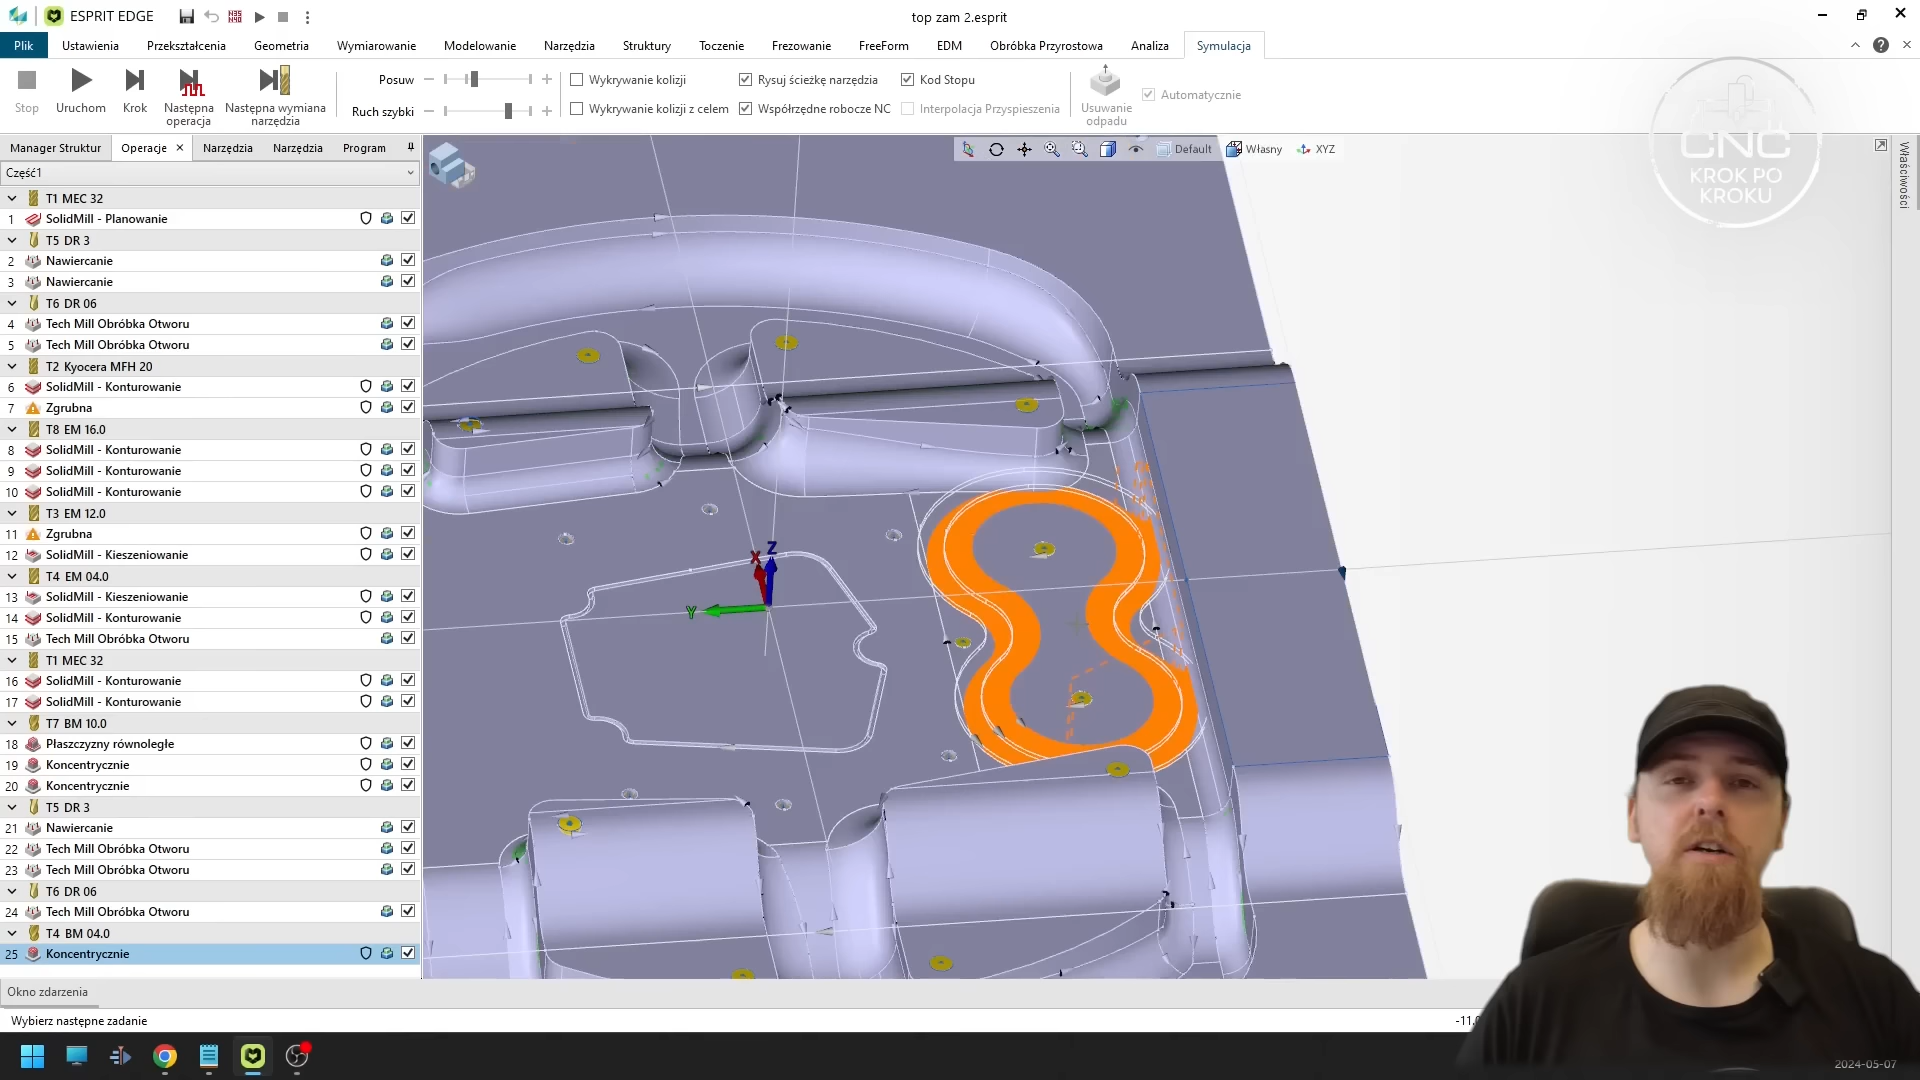 ESPRIT EDGE
top zam 2.esprit
Plik
Ustawienia
Przekształcenia
Geometria
Wymiarowanie
Modelowanie
Narzędzia
Struktury
Toczenie
Frezowanie
FreeForm
EDM
Obróbka Przyrostowa
Analiza
Symulacja
Stop
Uruchom
Krok
Następna operacja
Następna wymiana narzędzia
Posuw
Ruch szybki
Wykrywanie kolizji
Wykrywanie kolizji z celem
Rysuj ścieżkę narzędzia
Współrzędne robocze NC
Kod Stopu
Interpolacja Przyspieszenia
Usuwanie odpadu
Automatycznie
CNC
KROK PO
KROKU
Manager Struktur
Operacje
Narzędzia
Narzędzia
Program
Default
Własny
XYZ
Właściwości
Część1
T1 MEC 32
1 SolidMill - Planowanie
T5 DR 3
2 Nawiercanie
3 Nawiercanie
T6 DR 06
4 Tech Mill Obróbka Otworu
5 Tech Mill Obróbka Otworu
T2 Kyocera MFH 20
6 SolidMill - Konturowanie
7 Zgrubna
T8 EM 16.0
8 SolidMill - Konturowanie
9 SolidMill - Konturowanie
10 SolidMill - Konturowanie
T3 EM 12.0
11 Zgrubna
12 SolidMill - Kieszeniowanie
T4 EM 04.0
13 SolidMill - Kieszeniowanie
14 SolidMill - Konturowanie
15 Tech Mill Obróbka Otworu
T1 MEC 32
16 SolidMill - Konturowanie
17 SolidMill - Konturowanie
T7 BM 10.0
18 Płaszczyzny równoległe
19 Koncentrycznie
20 Koncentrycznie
T5 DR 3
21 Nawiercanie
22 Tech Mill Obróbka Otworu
23 Tech Mill Obróbka Otworu
T6 DR 06
24 Tech Mill Obróbka Otworu
T4 BM 04.0
25 Koncentrycznie
X
Z
Y
Okno zdarzenia
Wybierz następne zadanie
2024-05-07